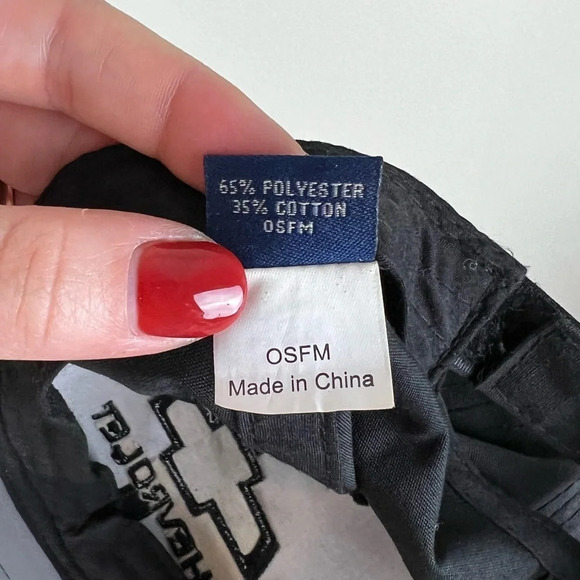 65% POLYESTER
35% COTTON
OSFM
OSFM
Made in China